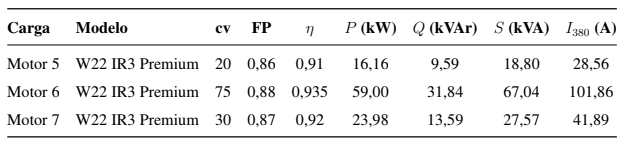 Carga Modelo cv FP η P (kW) Q (kVAr) S (kVA) I₃₈₀ (A)
Motor 5 W22 IR3 Premium 20 0,86 0,91 16,16 9,59 18,80 28,56
Motor 6 W22 IR3 Premium 75 0,88 0,935 59,00 31,84 67,04 101,86
Motor 7 W22 IR3 Premium 30 0,87 0,92 23,98 13,59 27,57 41,89